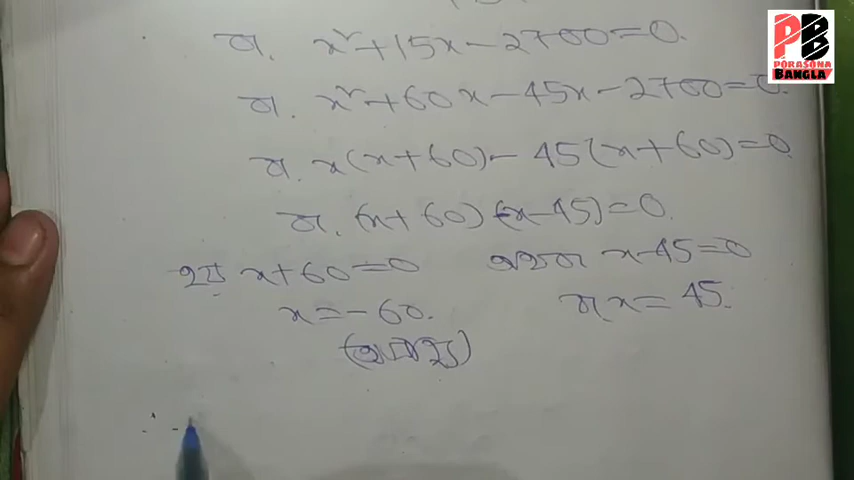 PB
PORASONA
BANGLA
বা, x² + 15x - 2700 = 0.
বা, x² + 60x - 45x - 2700 = 0.
বা, x(x + 60) - 45(x + 60) = 0.
বা, (x + 60) (x - 45) = 0.
হয় x + 60 = 0 অথবা x - 45 = 0
x = - 60. বা, x = 45.
∴ -